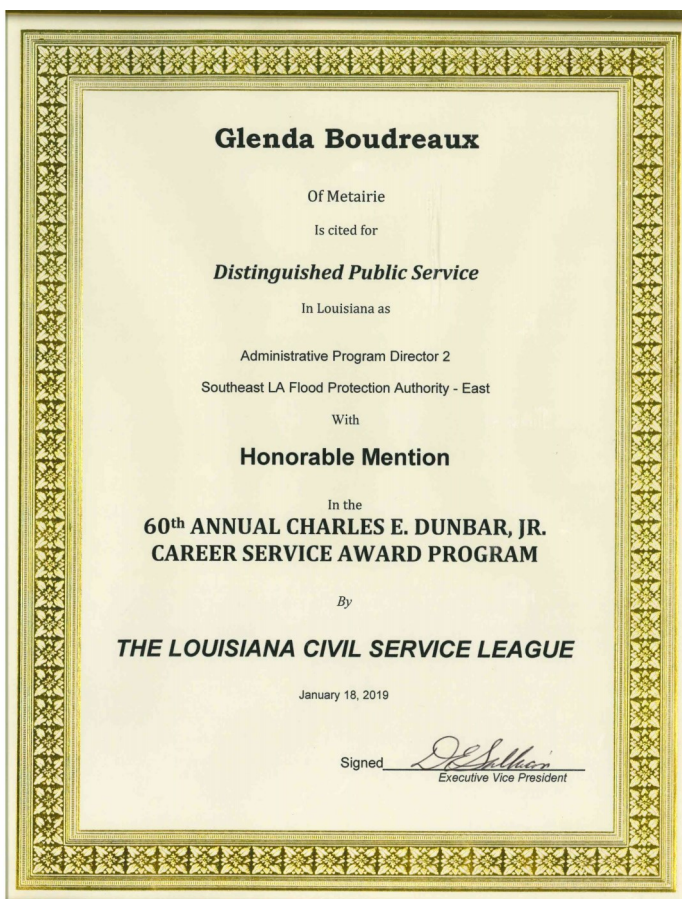 Glenda Boudreaux
Of Metairie
Is cited for
Distinguished Public Service
In Louisiana as
Administrative Program Director 2
Southeast LA Flood Protection Authority - East
With
Honorable Mention
In the
60th ANNUAL CHARLES E. DUNBAR, JR.
CAREER SERVICE AWARD PROGRAM
By
THE LOUISIANA CIVIL SERVICE LEAGUE
January 18, 2019
Signed
Executive Vice President